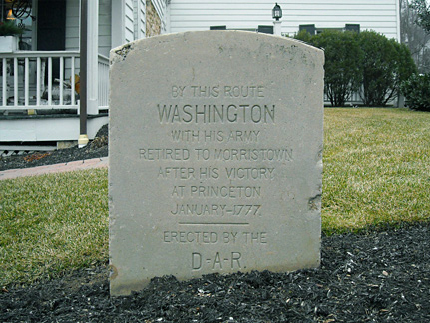 BY THIS ROUTE
WASHINGTON
WITH HIS ARMY
RETIRED TO MORRISTOWN
AFTER HIS VICTORY
AT PRINCETON
JANUARY-1777.
ERECTED BY THE
D-A-R.